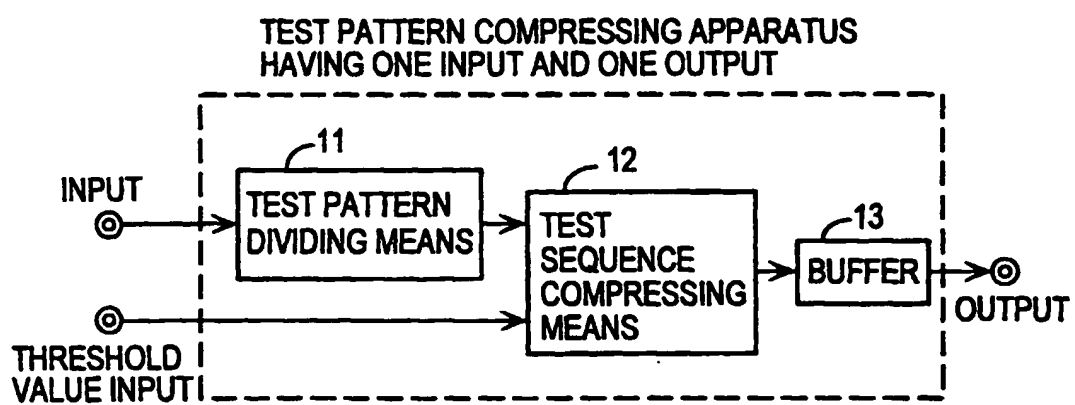 TEST PATTERN COMPRESSING APPARATUS
HAVING ONE INPUT AND ONE OUTPUT
11
INPUT
TEST PATTERN
DIVIDING MEANS
12
TEST
SEQUENCE
COMPRESSING
MEANS
13
BUFFER
OUTPUT
THRESHOLD
VALUE INPUT